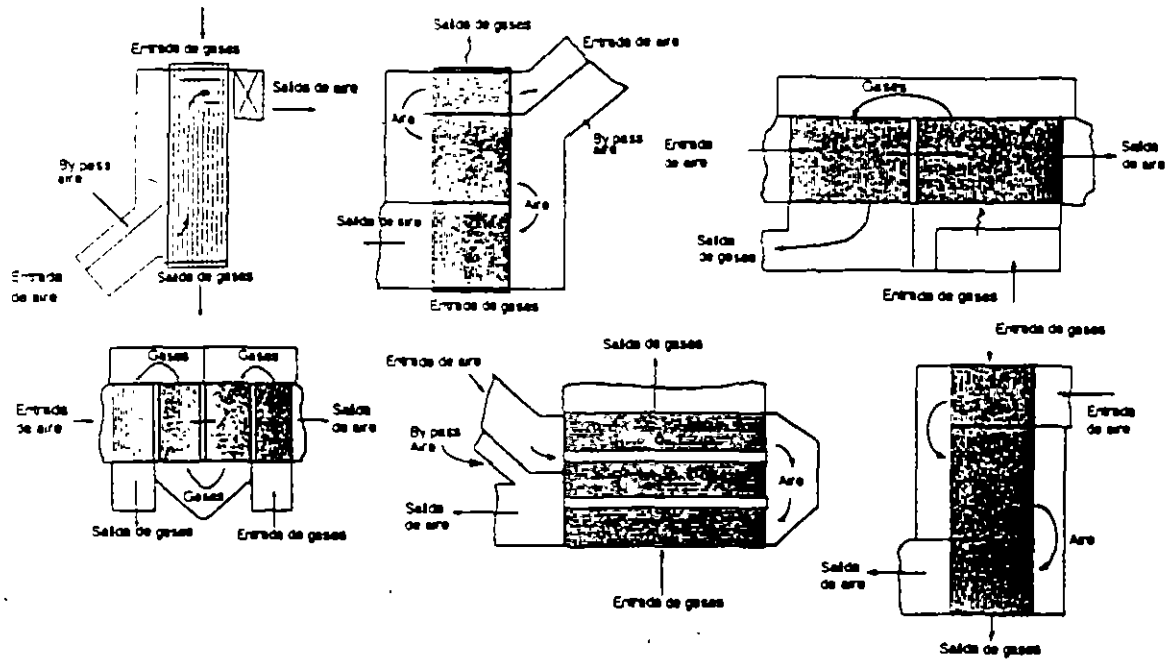 Entrada de gases
Salida de aire
By pass
aire
Entrada
de aire
Salida de gases
Salida de gases
Entrada de aire
Aire
By pass
aire
Aire
Salida de aire
Entrada de gases
Gases
Entrada
de aire
Salida
de aire
Salida
de gases
Entrada de gases
Gases
Gases
Entrada
de aire
Salida
de aire
Gases
Salida de gases
Entrada de gases
Salida de gases
Entrada de aire
By pass
Aire
Aire
Salida
de aire
Entrada de gases
Entrada de gases
Entrada
de aire
Aire
Salida
de aire
Salida de gases